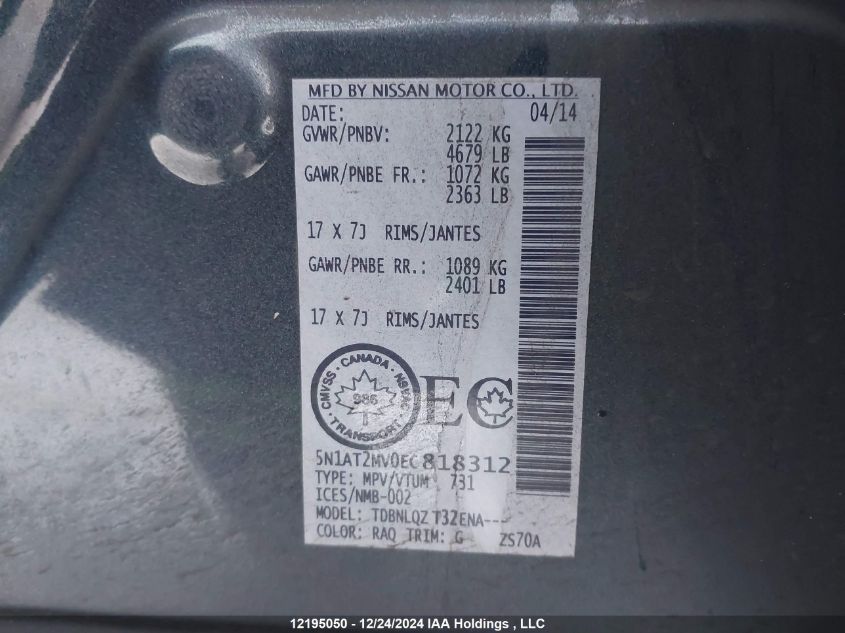 MFD BY NISSAN MOTOR CO., LTD.
DATE: 04/14
GVWR/PNBV: 2122 KG
4679 LB
GAWR/PNBE FR.: 1072 KG
2363 LB
17 X 7J RIMS/JANTES
GAWR/PNBE RR.: 1089 KG
2401 LB
17 X 7J RIMS/JANTES
CANADA · NSVAC · TRANSPORT · CMVSS
986
EC
5N1AT2MV0EC818312
TYPE: MPV/VTUM 731
ICES/NMB-002
MODEL: TDBNLQZ T32ENA---
COLOR: RAQ TRIM: G ZS70A
12195050 - 12/24/2024 IAA Holdings , LLC